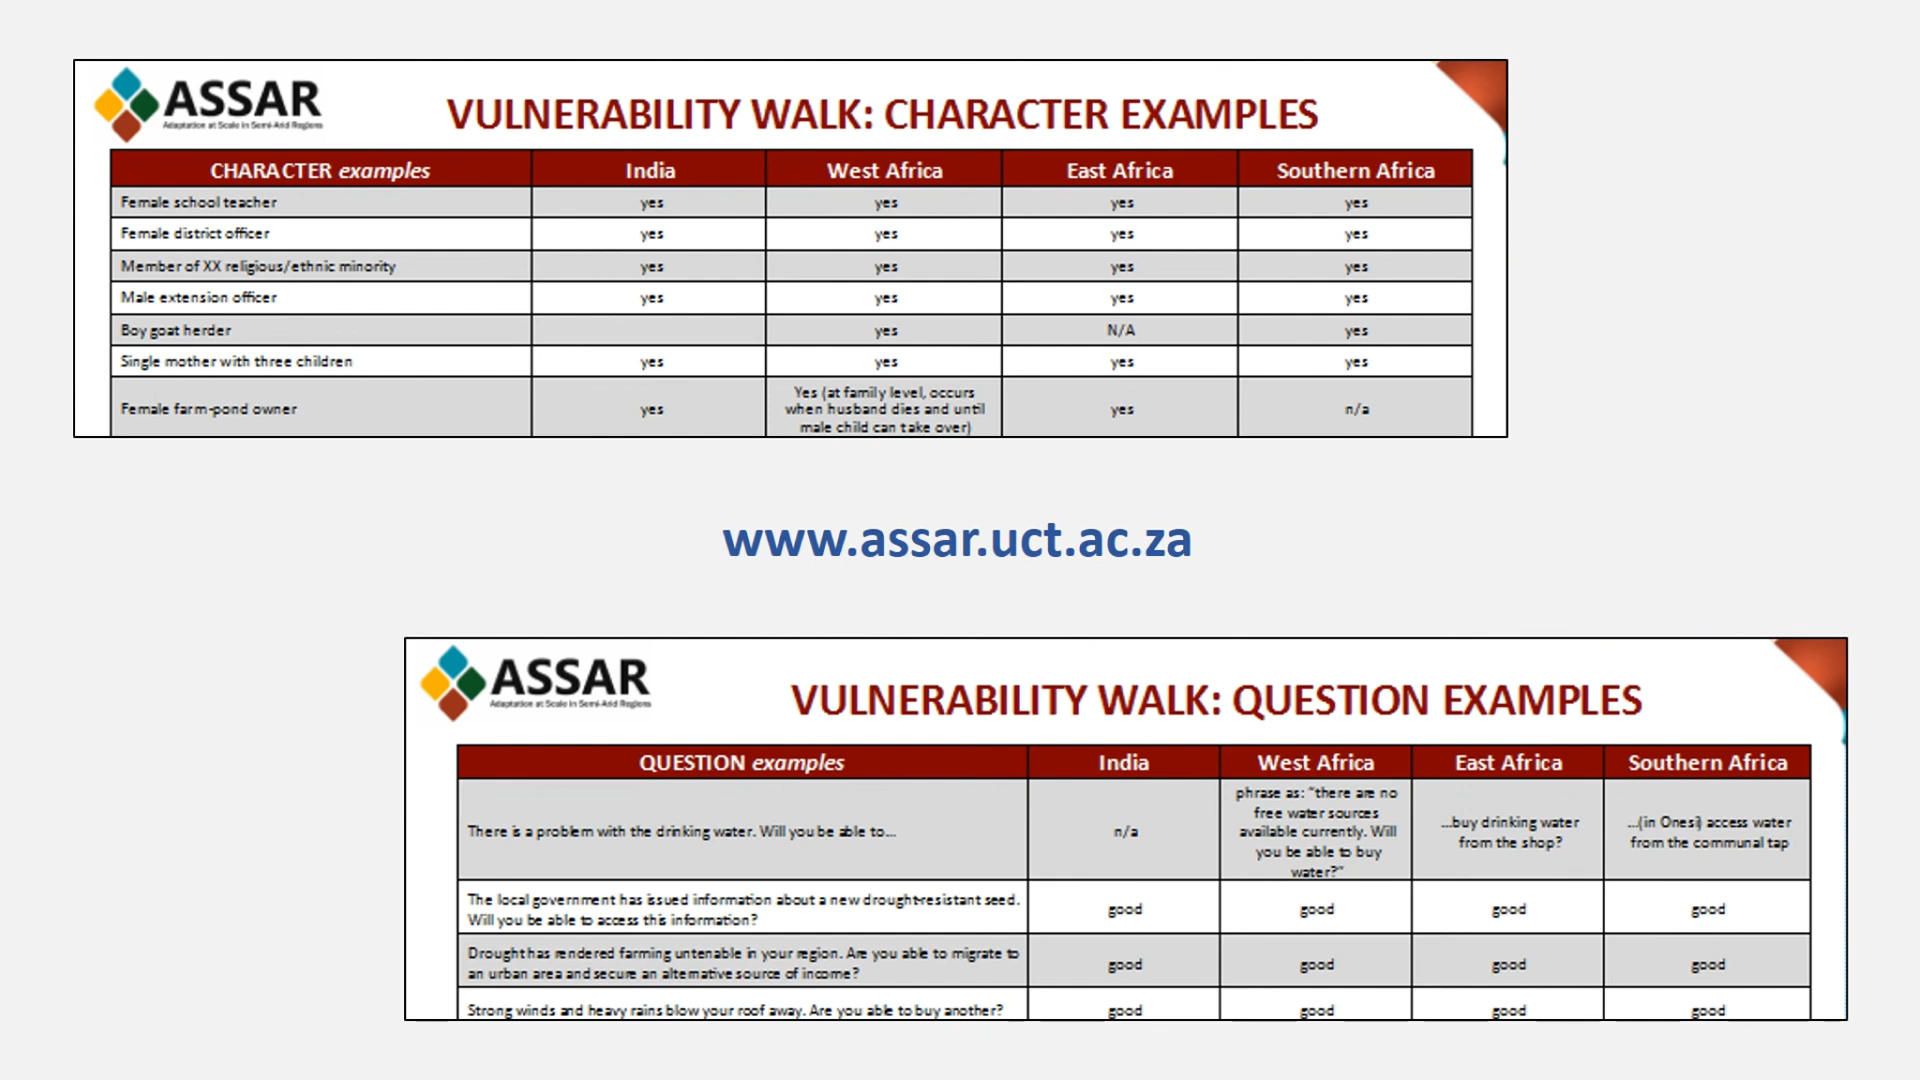 ASSAR
Adaptation at Scale in Semi-Arid Regions
VULNERABILITY WALK: CHARACTER EXAMPLES
CHARACTER examples India West Africa East Africa Southern Africa
Female school teacher yes yes yes yes
Female district officer yes yes yes yes
Member of XX religious/ethnic minority yes yes yes yes
Male extension officer yes yes yes yes
Boy goat herder yes N/A yes
Single mother with three children yes yes yes yes
Female farm-pond owner yes Yes (at family level, occurs
when husband dies and until
male child can take over) yes n/a
www.assar.uct.ac.za
ASSAR
Adaptation at Scale in Semi-Arid Regions
VULNERABILITY WALK: QUESTION EXAMPLES
QUESTION examples India West Africa East Africa Southern Africa
There is a problem with the drinking water. Will you be able to... n/a
phrase as: "there are no
free water sources
available currently. Will
you be able to buy
water?"
...buy drinking water
from the shop?
...(in Onesi) access water
from the communal tap
The local government has issued information about a new drought-resistant seed.
Will you be able to access this information? good good good good
Drought has rendered farming untenable in your region. Are you able to migrate to
an urban area and secure an alternative source of income? good good good good
Strong winds and heavy rains blow your roof away. Are you able to buy another? good good good good